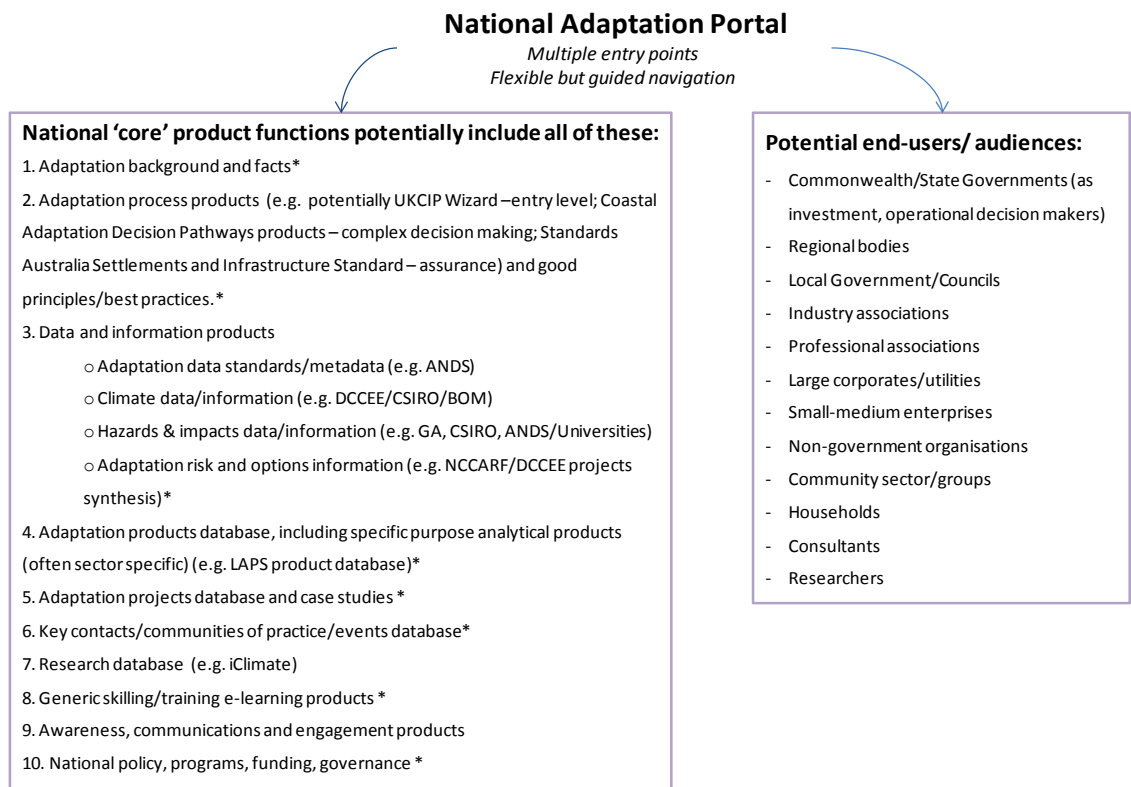 National Adaptation Portal
Multiple entry points
Flexible but guided navigation
National ‘core’ product functions potentially include all of these:
1. Adaptation background and facts*
2. Adaptation process products (e.g. potentially UKCIP Wizard –entry level; Coastal
Adaptation Decision Pathways products – complex decision making; Standards
Australia Settlements and Infrastructure Standard – assurance) and good
principles/best practices.*
3. Data and information products
o Adaptation data standards/metadata (e.g. ANDS)
o Climate data/information (e.g. DCCEE/CSIRO/BOM)
o Hazards & impacts data/information (e.g. GA, CSIRO, ANDS/Universities)
o Adaptation risk and options information (e.g. NCCARF/DCCEE projects
synthesis)*
4. Adaptation products database, including specific purpose analytical products
(often sector specific) (e.g. LAPS product database)*
5. Adaptation projects database and case studies *
6. Key contacts/communities of practice/events database*
7. Research database (e.g. iClimate)
8. Generic skilling/training e-learning products *
9. Awareness, communications and engagement products
10. National policy, programs, funding, governance *
Potential end-users/ audiences:
- Commonwealth/State Governments (as
investment, operational decision makers)
- Regional bodies
- Local Government/Councils
- Industry associations
- Professional associations
- Large corporates/utilities
- Small-medium enterprises
- Non-government organisations
- Community sector/groups
- Households
- Consultants
- Researchers